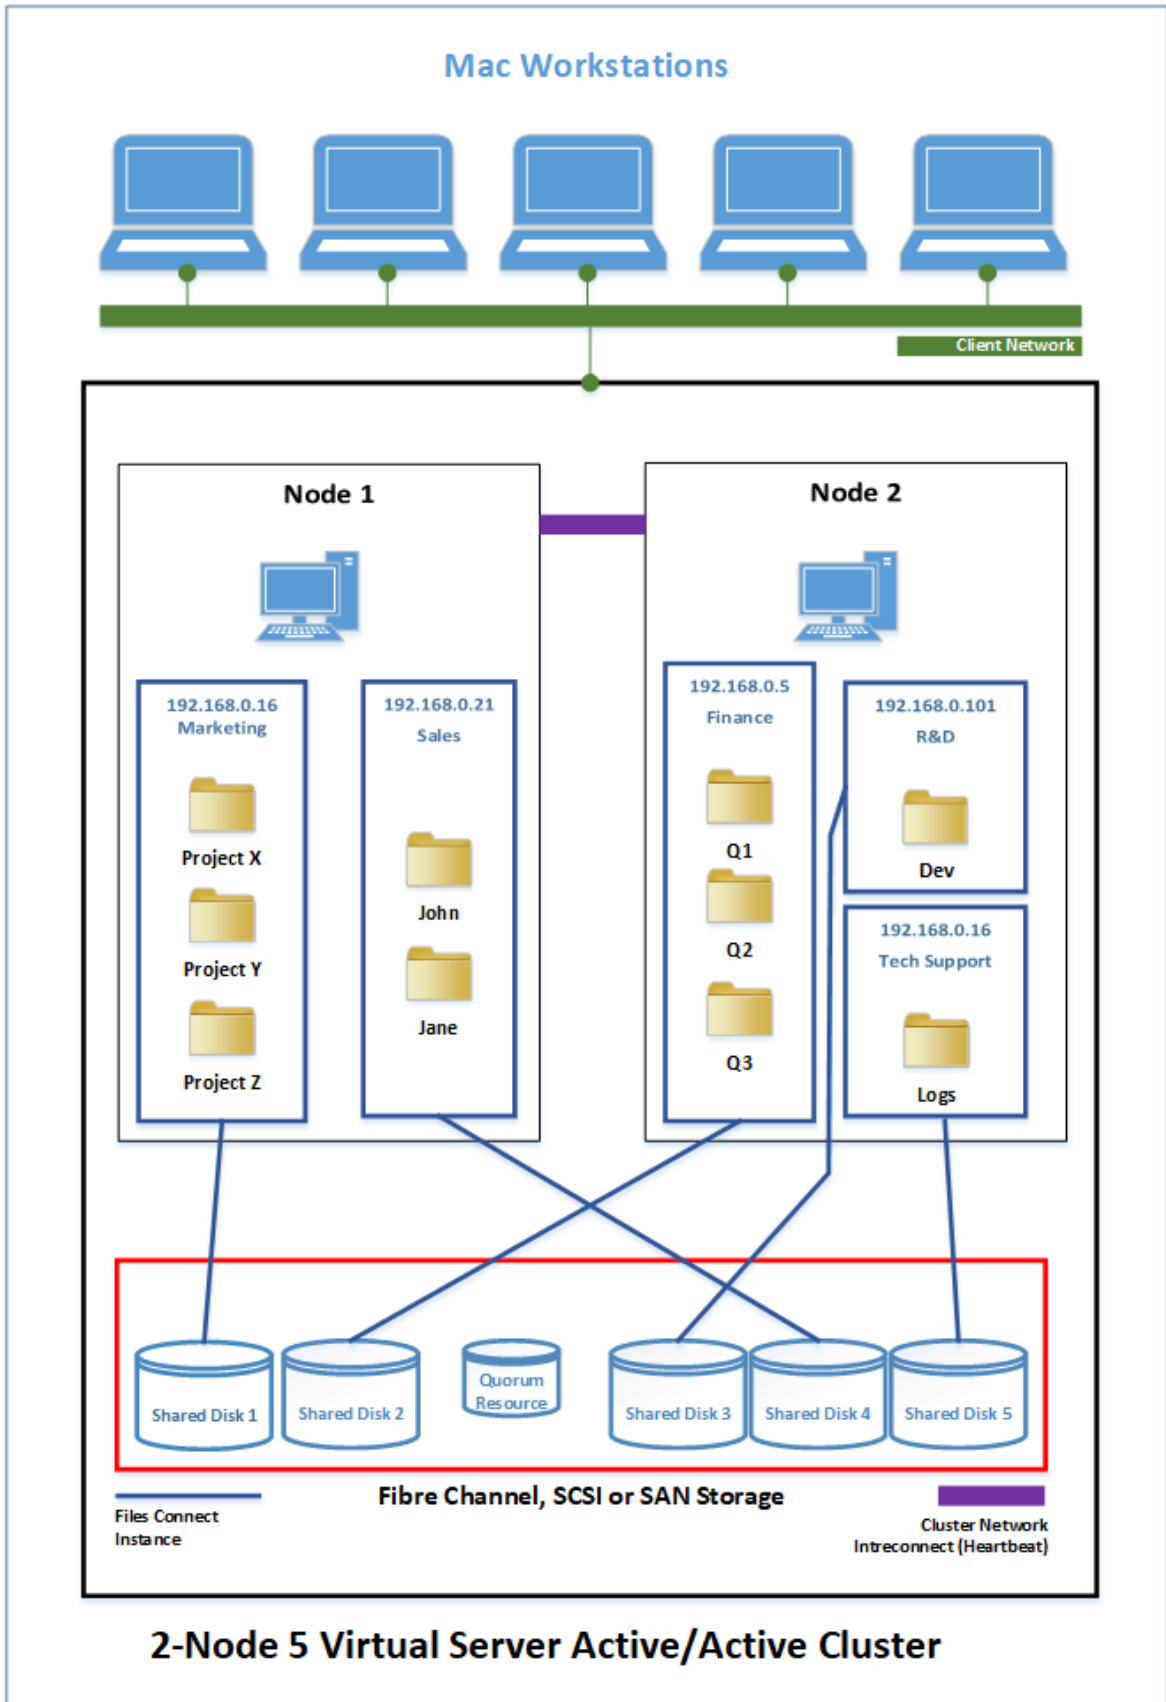 Mac Workstations
Client Network
Node 1
Node 2
192.168.0.16
Marketing
Project X
Project Y
Project Z
192.168.0.21
Sales
John
Jane
192.168.0.5
Finance
Q1
Q2
Q3
192.168.0.101
R&D
Dev
192.168.0.16
Tech Support
Logs
Shared Disk 1
Shared Disk 2
Quorum
Resource
Shared Disk 3
Shared Disk 4
Shared Disk 5
Files Connect
Instance
Fibre Channel, SCSI or SAN Storage
Cluster Network
Intreconnect (Heartbeat)
2-Node 5 Virtual Server Active/Active Cluster